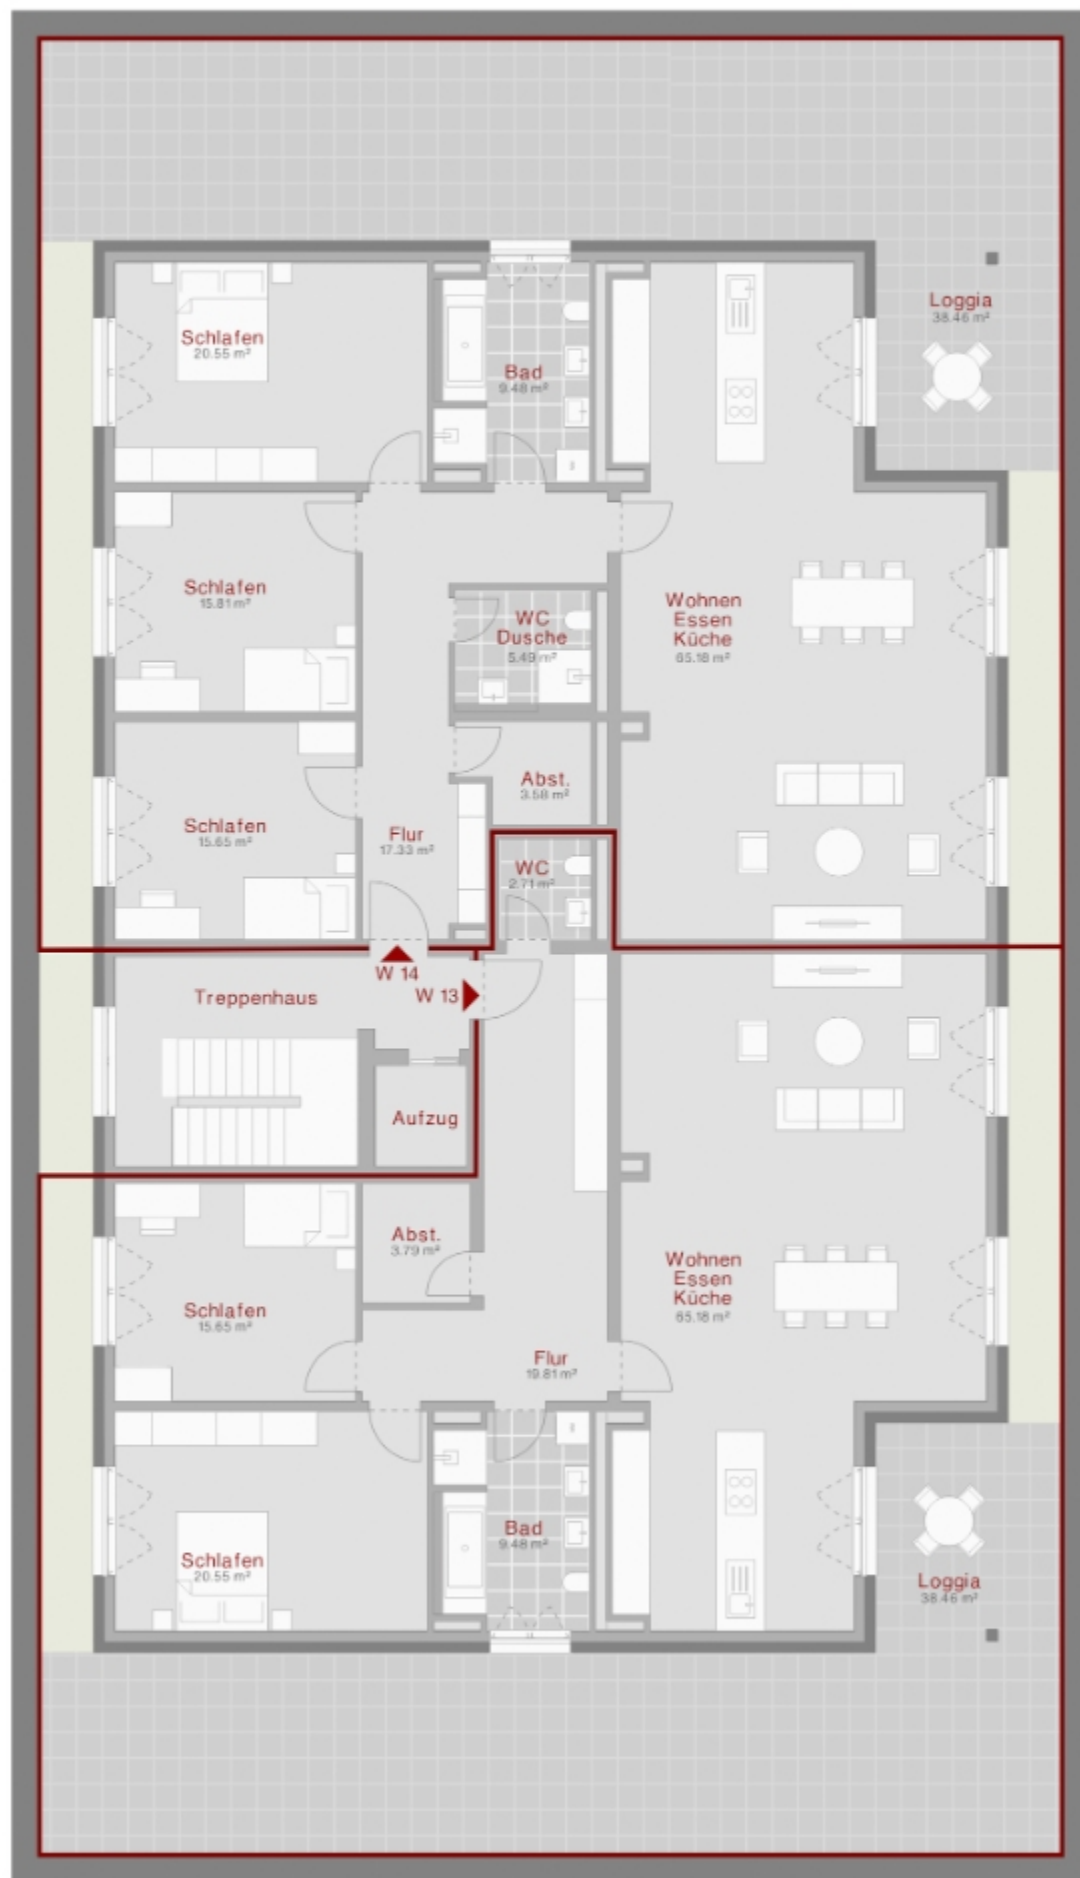 Loggia
38.46 m²
Schlafen
20.55 m²
Bad
9.48 m²
Schlafen
15.81 m²
WC
Dusche
5.49 m²
Wohnen
Essen
Küche
65.18 m²
Abst.
3.58 m²
Schlafen
15.65 m²
Flur
17.33 m²
WC
2.71 m²
W 14
W 13
Treppenhaus
Aufzug
Abst.
3.79 m²
Wohnen
Essen
Küche
65.18 m²
Schlafen
15.65 m²
Flur
19.81 m²
Bad
9.48 m²
Schlafen
20.55 m²
Loggia
38.46 m²